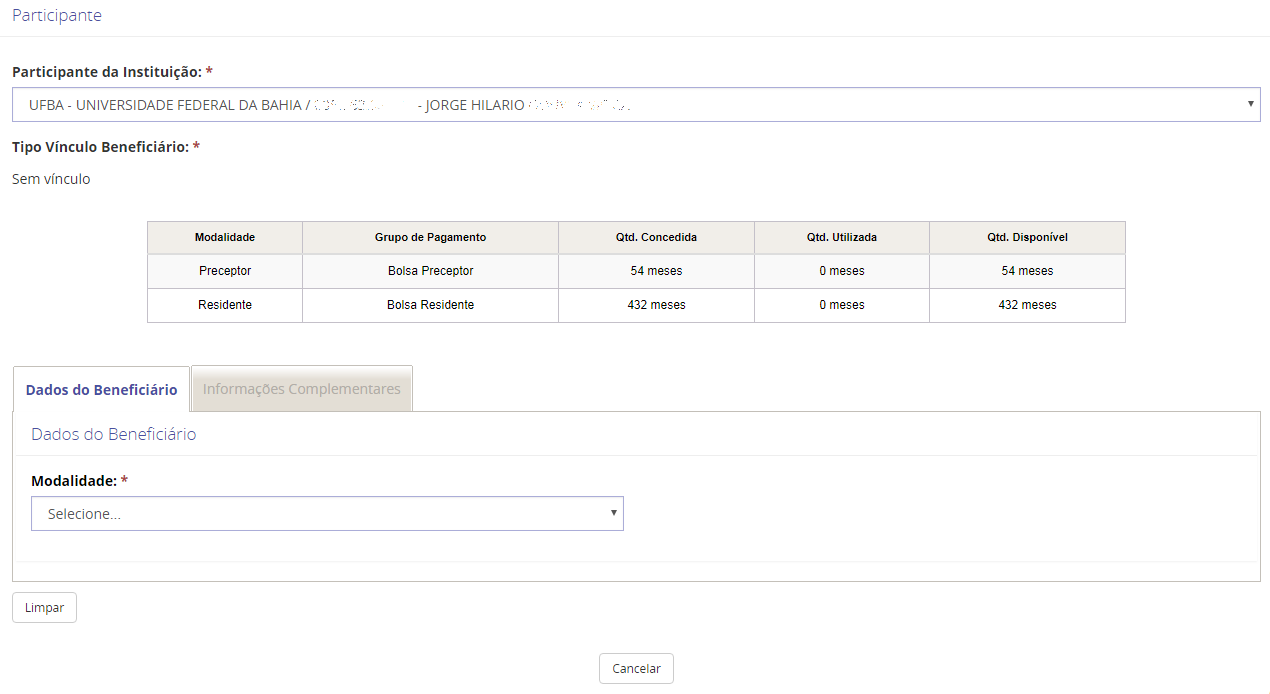 Participante
Participante da Instituição: *
UFBA - UNIVERSIDADE FEDERAL DA BAHIA / - JORGE HILARIO
Tipo Vínculo Beneficiário: *
Sem vínculo
Modalidade Grupo de Pagamento Qtd. Concedida Qtd. Utilizada Qtd. Disponível
Preceptor Bolsa Preceptor 54 meses 0 meses 54 meses
Residente Bolsa Residente 432 meses 0 meses 432 meses
Dados do Beneficiário Informações Complementares
Dados do Beneficiário
Modalidade: *
Selecione...
Limpar
Cancelar